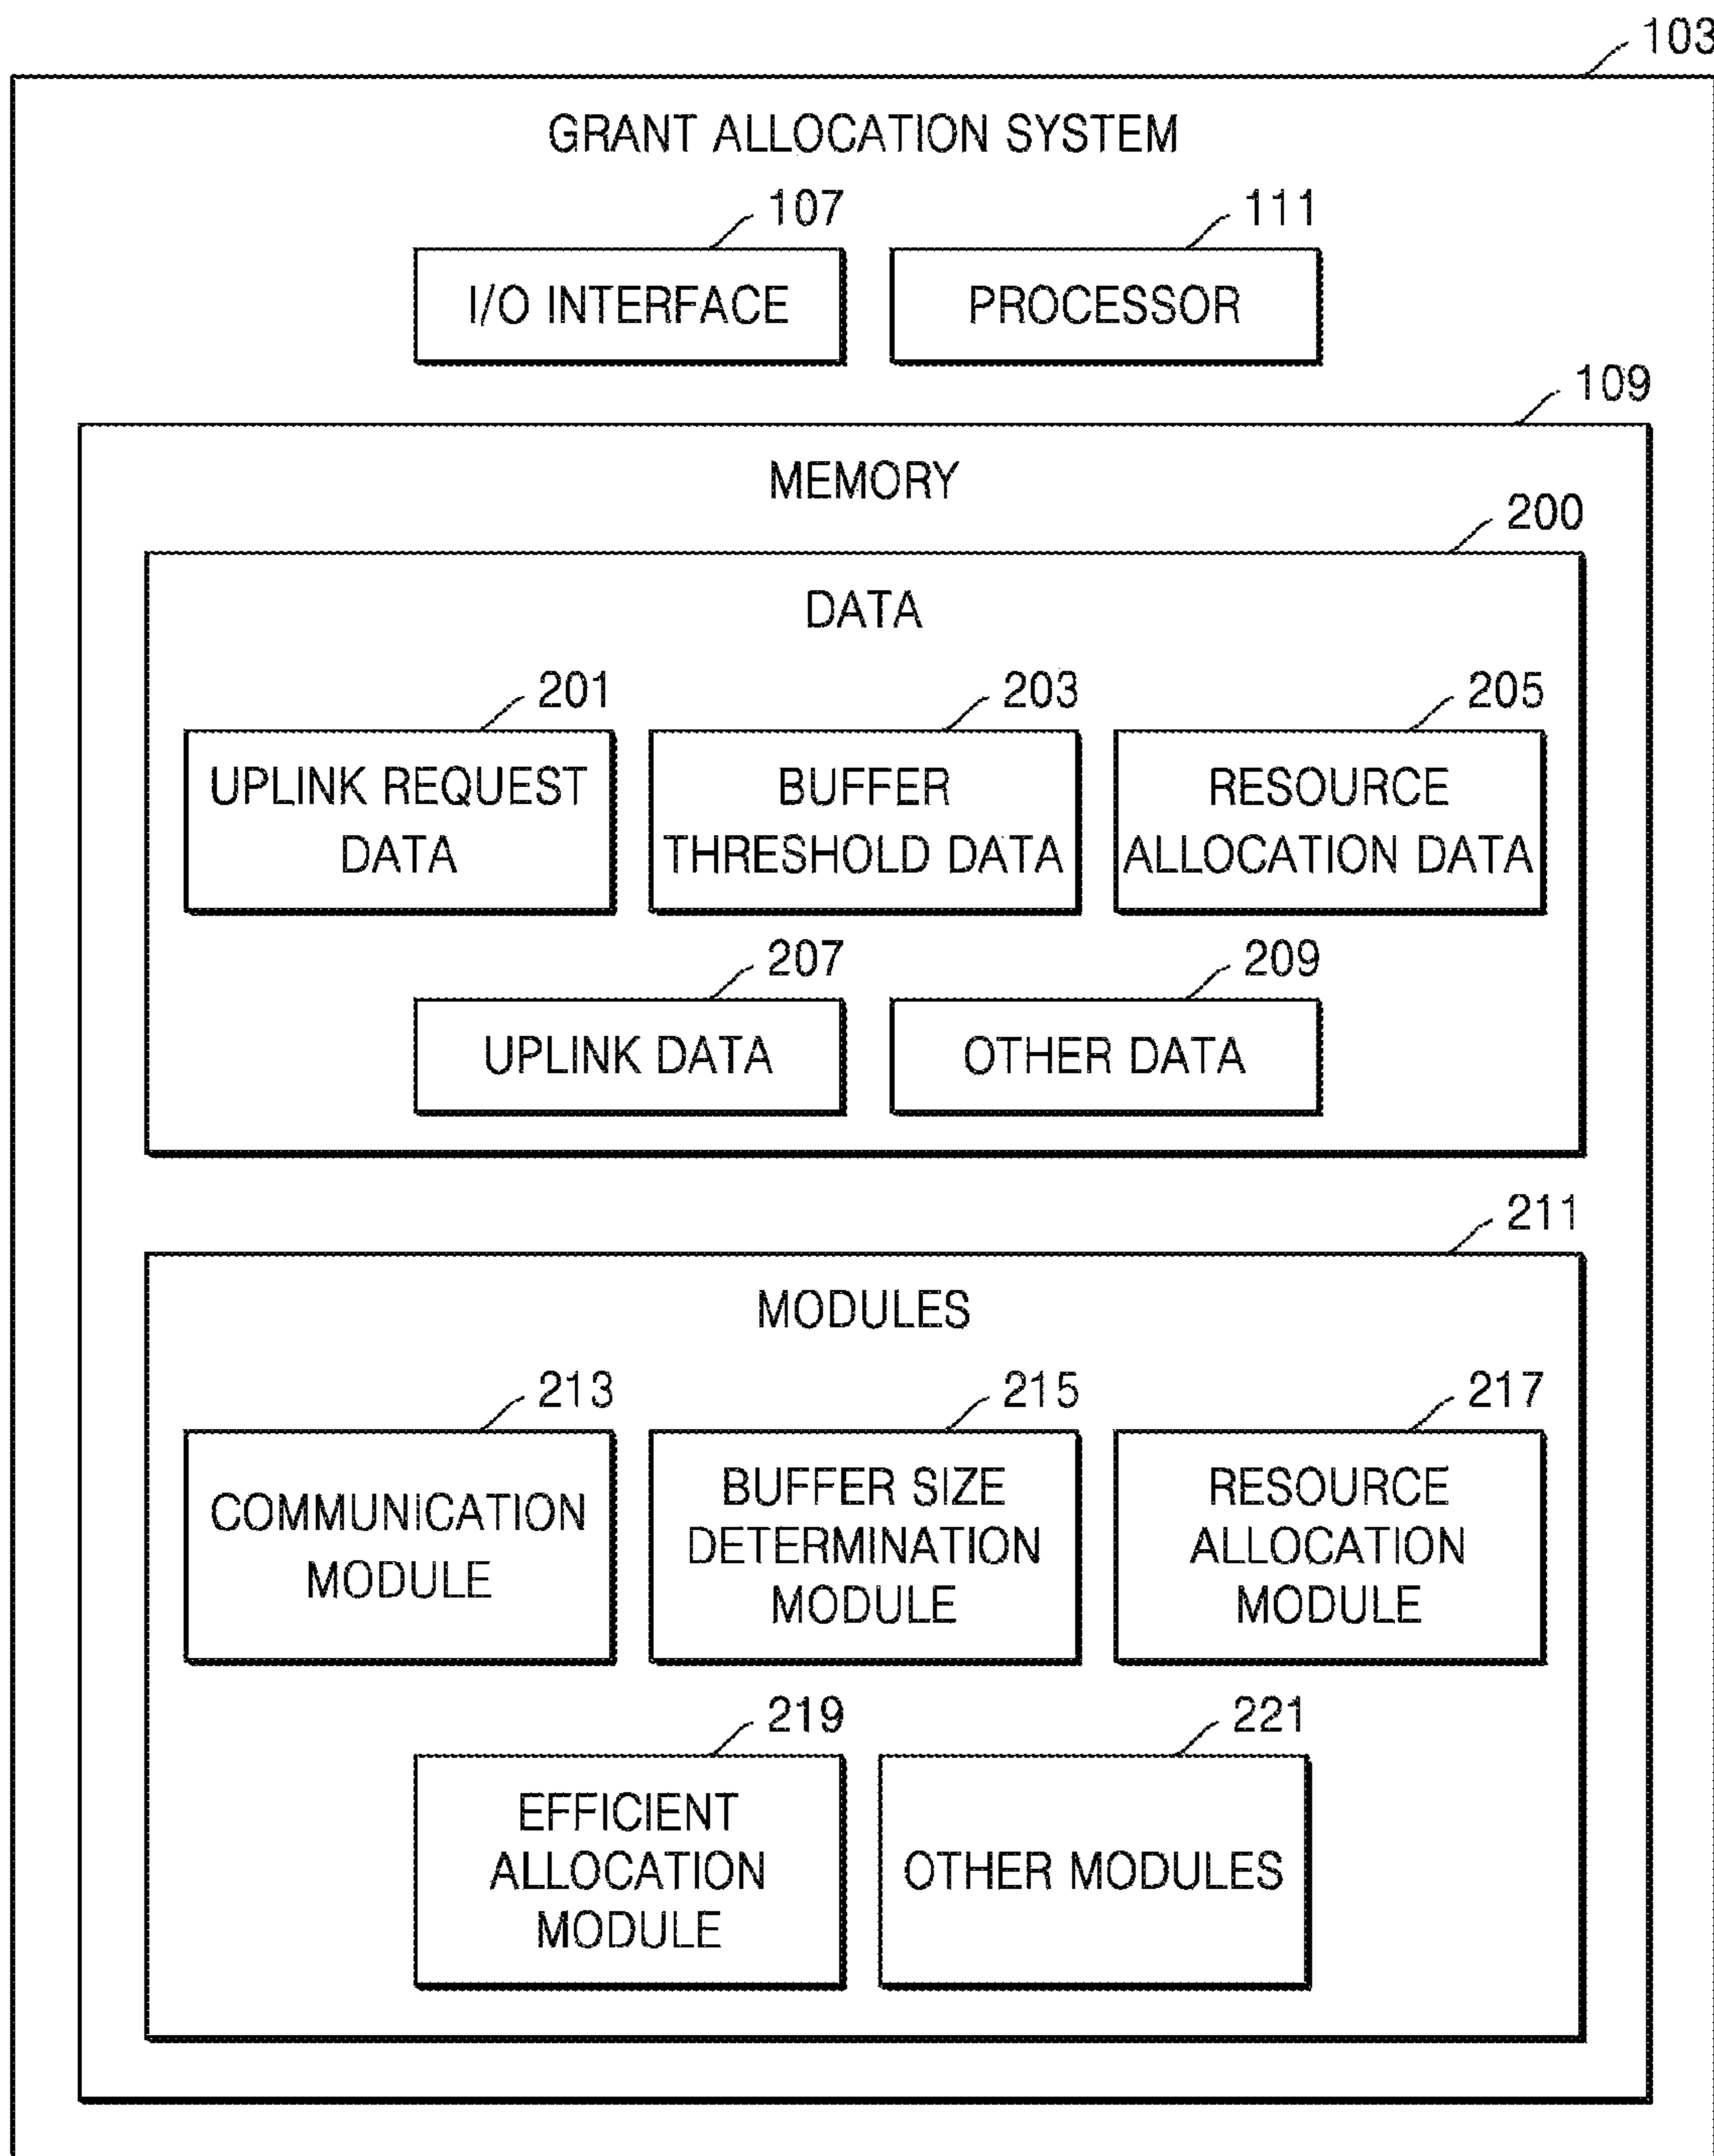 103
GRANT ALLOCATION SYSTEM
107
111
I/O INTERFACE
PROCESSOR
109
MEMORY
200
DATA
201
203
205
UPLINK REQUEST
DATA
BUFFER
THRESHOLD DATA
RESOURCE
ALLOCATION DATA
207
209
UPLINK DATA
OTHER DATA
211
MODULES
213
215
217
COMMUNICATION
MODULE
BUFFER SIZE
DETERMINATION
MODULE
RESOURCE
ALLOCATION
MODULE
219
221
EFFICIENT
ALLOCATION
MODULE
OTHER MODULES